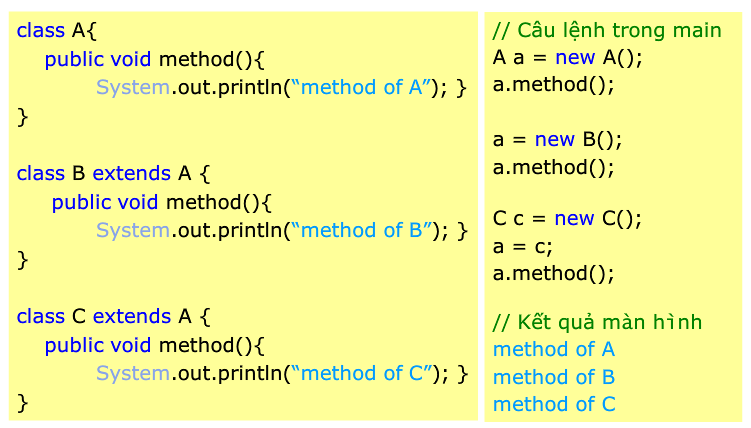 class A{
public void method(){
System.out.println(“method of A”); }
}
class B extends A {
public void method(){
System.out.println(“method of B”); }
}
class C extends A {
public void method(){
System.out.println(“method of C”); }
}
// Câu lệnh trong main
A a = new A();
a.method();
a = new B();
a.method();
C c = new C();
a = c;
a.method();
// Kết quả màn hình
method of A
method of B
method of C